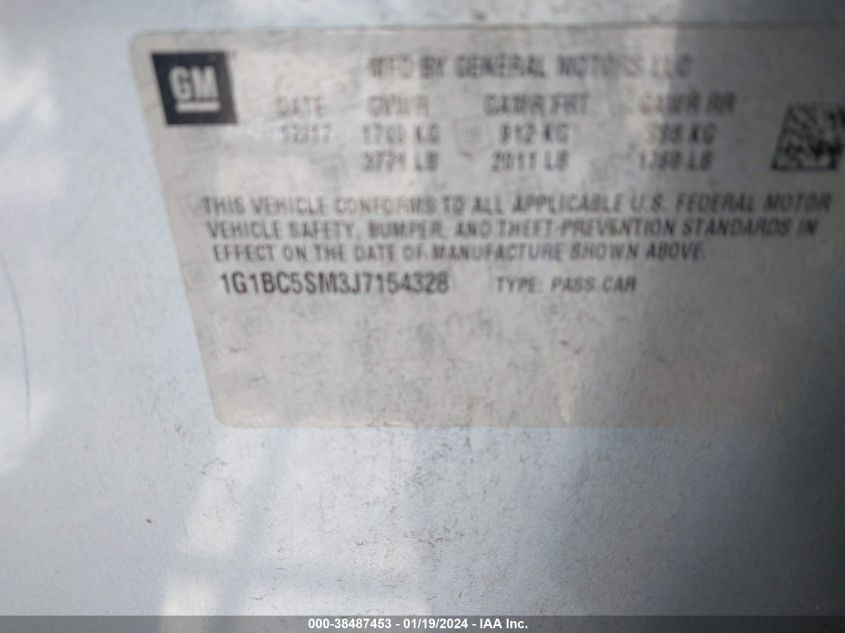 GM
MFD BY GENERAL MOTORS LLC
DATE GVWR GAWR FRT GAWR RR
12/17 KG 912 KG KG
LB 2011 LB LB
THIS VEHICLE CONFORMS TO ALL APPLICABLE U.S. FEDERAL MOTOR
VEHICLE SAFETY, BUMPER, AND THEFT PREVENTION STANDARDS IN
EFFECT ON THE DATE OF MANUFACTURE SHOWN ABOVE.
1G1BC5SM3J7154328 TYPE: PASS CAR
000-38487453 - 01/19/2024 - IAA Inc.